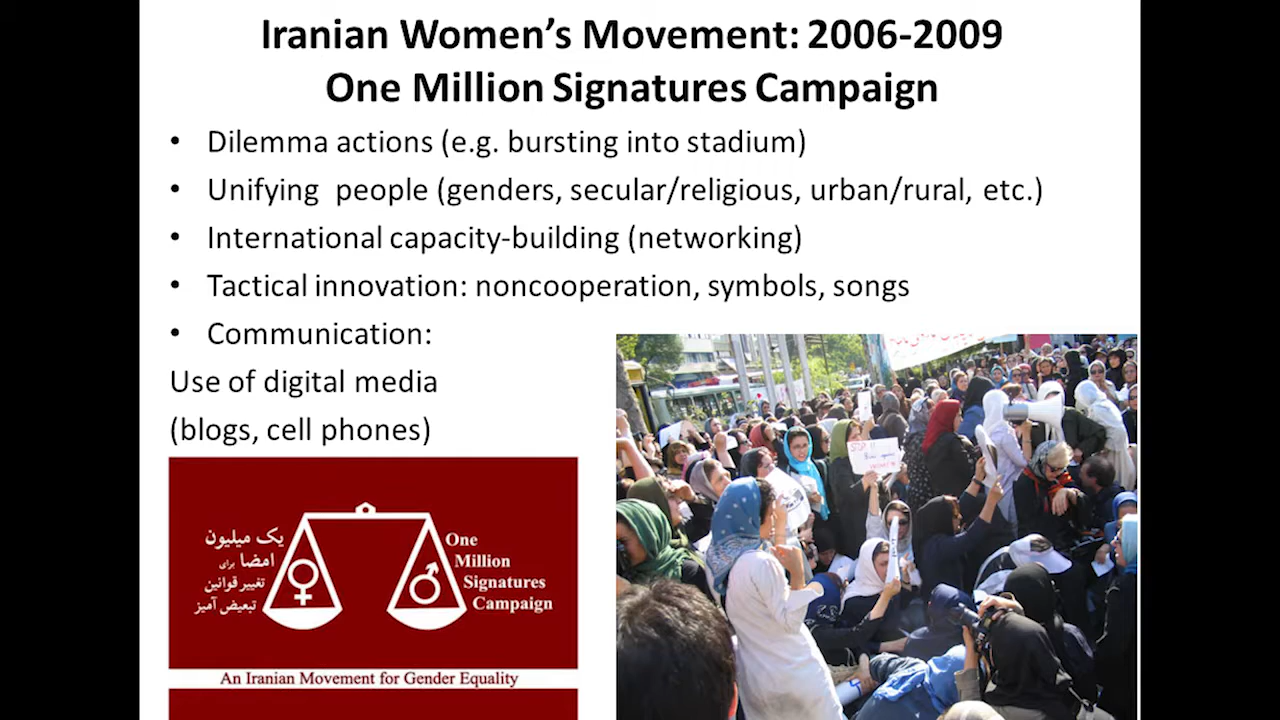 Iranian Women’s Movement: 2006-2009
One Million Signatures Campaign
• Dilemma actions (e.g. bursting into stadium)
• Unifying  people (genders, secular/religious, urban/rural, etc.)
• International capacity-building (networking)
• Tactical innovation: noncooperation, symbols, songs
• Communication:
Use of digital media
(blogs, cell phones)
یک میلیون
امضا برای
تغییر قوانین
تبعیض آمیز
One
Million
Signatures
Campaign
An Iranian Movement for Gender Equality
STOP !!